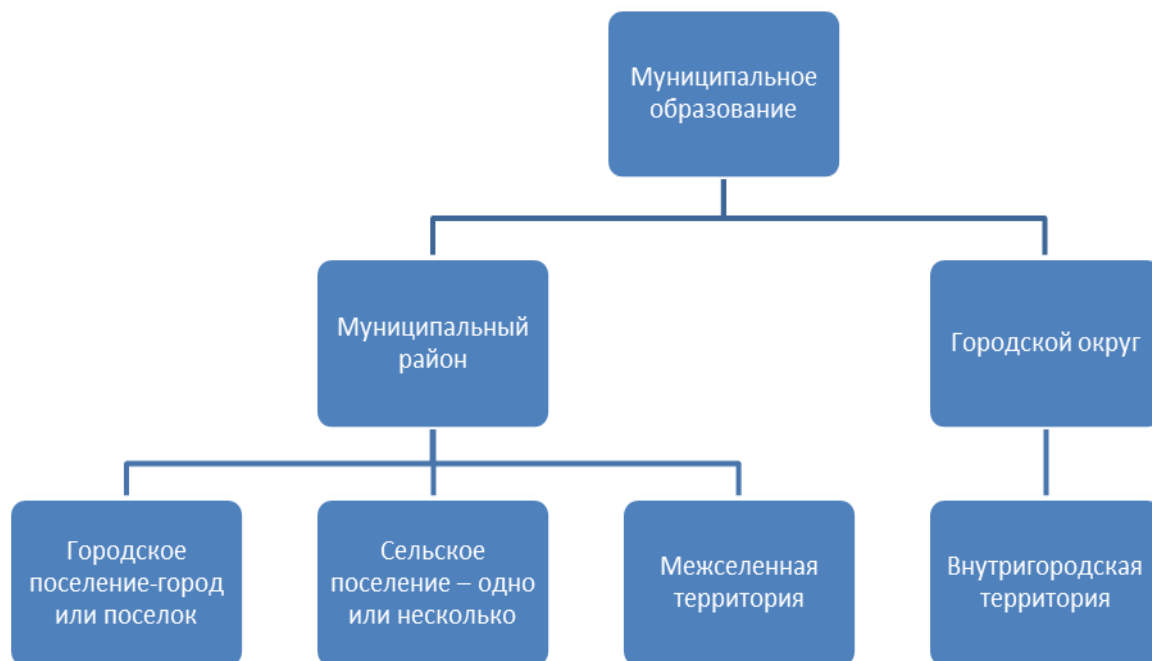 Муниципальное
образование
Муниципальный
район
Городской округ
Городское
поселение-город
или поселок
Сельское
поселение – одно
или несколько
Межселенная
территория
Внутригородская
территория